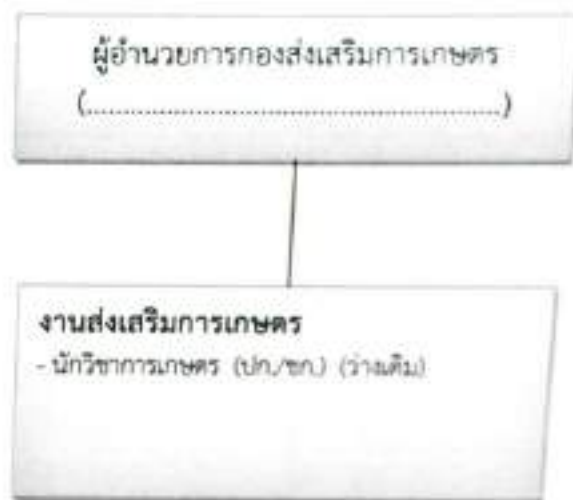 ผู้อำนวยการกองส่งเสริมการเกษตร
(....................................................)
งานส่งเสริมการเกษตร
- นักวิชาการเกษตร (ปก./ชก.) (ว่างเดิม)